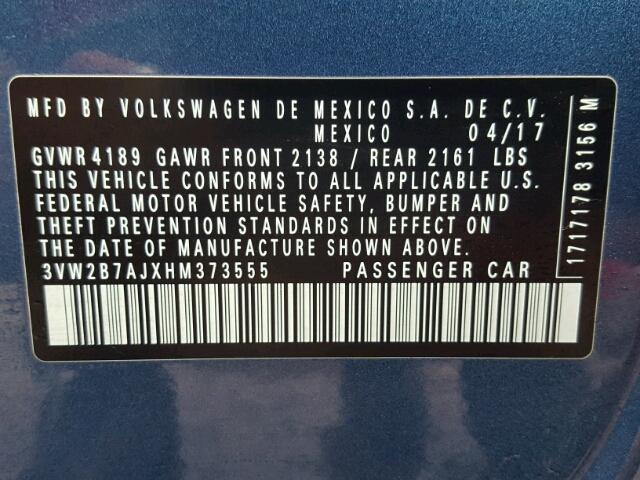 MFD BY VOLKSWAGEN DE MEXICO S.A. DE C.V.
MEXICO 04/17
GVWR 4189 GAWR FRONT 2138 / REAR 2161 LBS
THIS VEHICLE CONFORMS TO ALL APPLICABLE U.S.
FEDERAL MOTOR VEHICLE SAFETY, BUMPER AND
THEFT PREVENTION STANDARDS IN EFFECT ON
THE DATE OF MANUFACTURE SHOWN ABOVE.
3VW2B7AJXHM373555 PASSENGER CAR
17/17178 3156 M